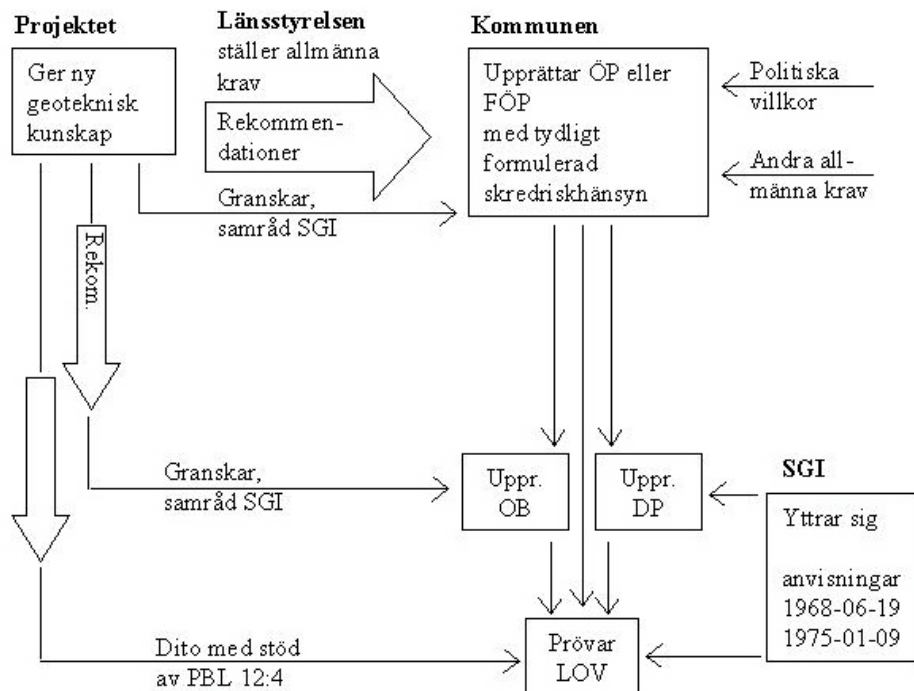 Projektet
Ger ny
geoteknisk
kunskap
Länsstyrelsen
ställer allmänna
krav
Rekommen-
dationer
Kommunen
Upprättar ÖP eller
FÖP
med tydligt
formulerad
skredriskhänsyn
Politiska
villkor
Andra all-
männa krav
Granskar,
samråd SGI
Rekom.
Granskar,
samråd SGI
Uppr.
OB
Uppr.
DP
SGI
Yttrar sig
anvisningar
1968-06-19
1975-01-09
Dito med stöd
av PBL 12:4
Prövar
LOV